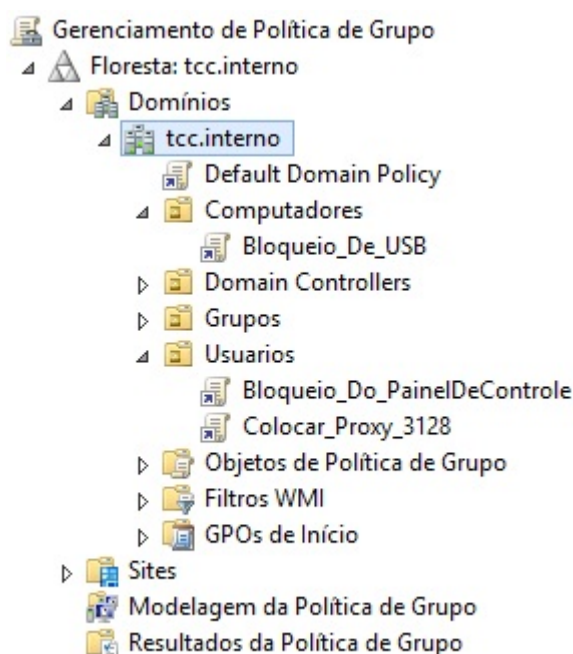 Gerenciamento de Política de Grupo
Floresta: tcc.interno
Domínios
tcc.interno
Default Domain Policy
Computadores
Bloqueio_De_USB
Domain Controllers
Grupos
Usuarios
Bloqueio_Do_PainelDeControle
Colocar_Proxy_3128
Objetos de Política de Grupo
Filtros WMI
GPOs de Início
Sites
Modelagem da Política de Grupo
Resultados da Política de Grupo